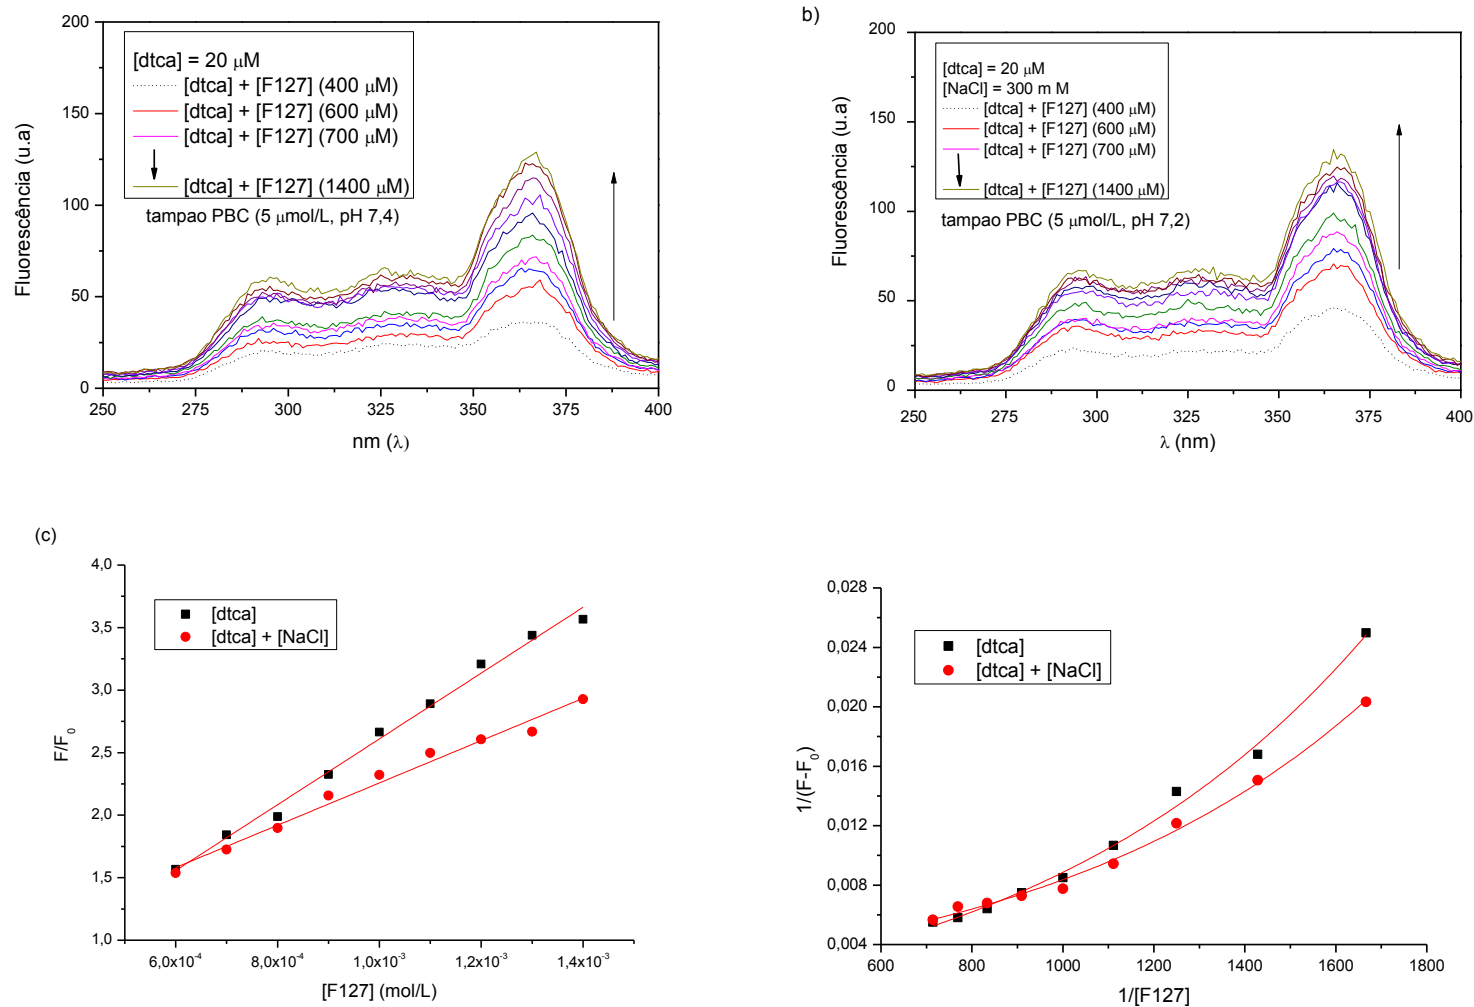 200
150
100
50
0
Fluorescência (u.a)
[dtca] = 20 μM
[dtca] + [F127] (400 μM)
[dtca] + [F127] (600 μM)
[dtca] + [F127] (700 μM)
[dtca] + [F127] (1400 μM)
tampao PBC (5 μmol/L, pH 7,4)
250 275 300 325 350 375 400
nm (λ)
b)
200
150
100
50
0
Fluorescência (u.a)
[dtca] = 20 μM
[NaCl] = 300 m M
[dtca] + [F127] (400 μM)
[dtca] + [F127] (600 μM)
[dtca] + [F127] (700 μM)
[dtca] + [F127] (1400 μM)
tampao PBC (5 μmol/L, pH 7,2)
250 275 300 325 350 375 400
λ (nm)
(c)
4,0
3,5
3,0
2,5
2,0
1,5
1,0
F/F₀
[dtca]
[dtca] + [NaCl]
6,0x10⁻⁴ 8,0x10⁻⁴ 1,0x10⁻³ 1,2x10⁻³ 1,4x10⁻³
[F127] (mol/L)
0,028
0,024
0,020
0,016
0,012
0,008
0,004
1/(F-F₀)
[dtca]
[dtca] + [NaCl]
600 800 1000 1200 1400 1600 1800
1/[F127]